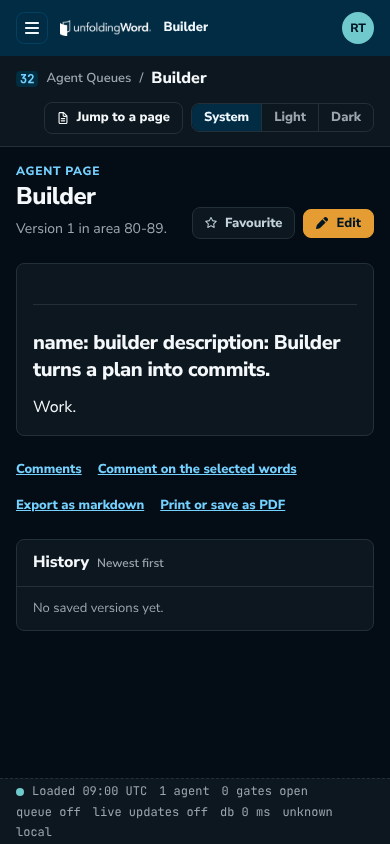 unfoldingWord. Builder RT
32 Agent Queues / Builder
Jump to a page System Light Dark
AGENT PAGE
Builder
Version 1 in area 80-89.
Favourite Edit
name: builder description: Builder
turns a plan into commits.
Work.
Comments Comment on the selected words
Export as markdown Print or save as PDF
History Newest first
No saved versions yet.
Loaded 09:00 UTC 1 agent 0 gates open
queue off live updates off db 0 ms unknown
local